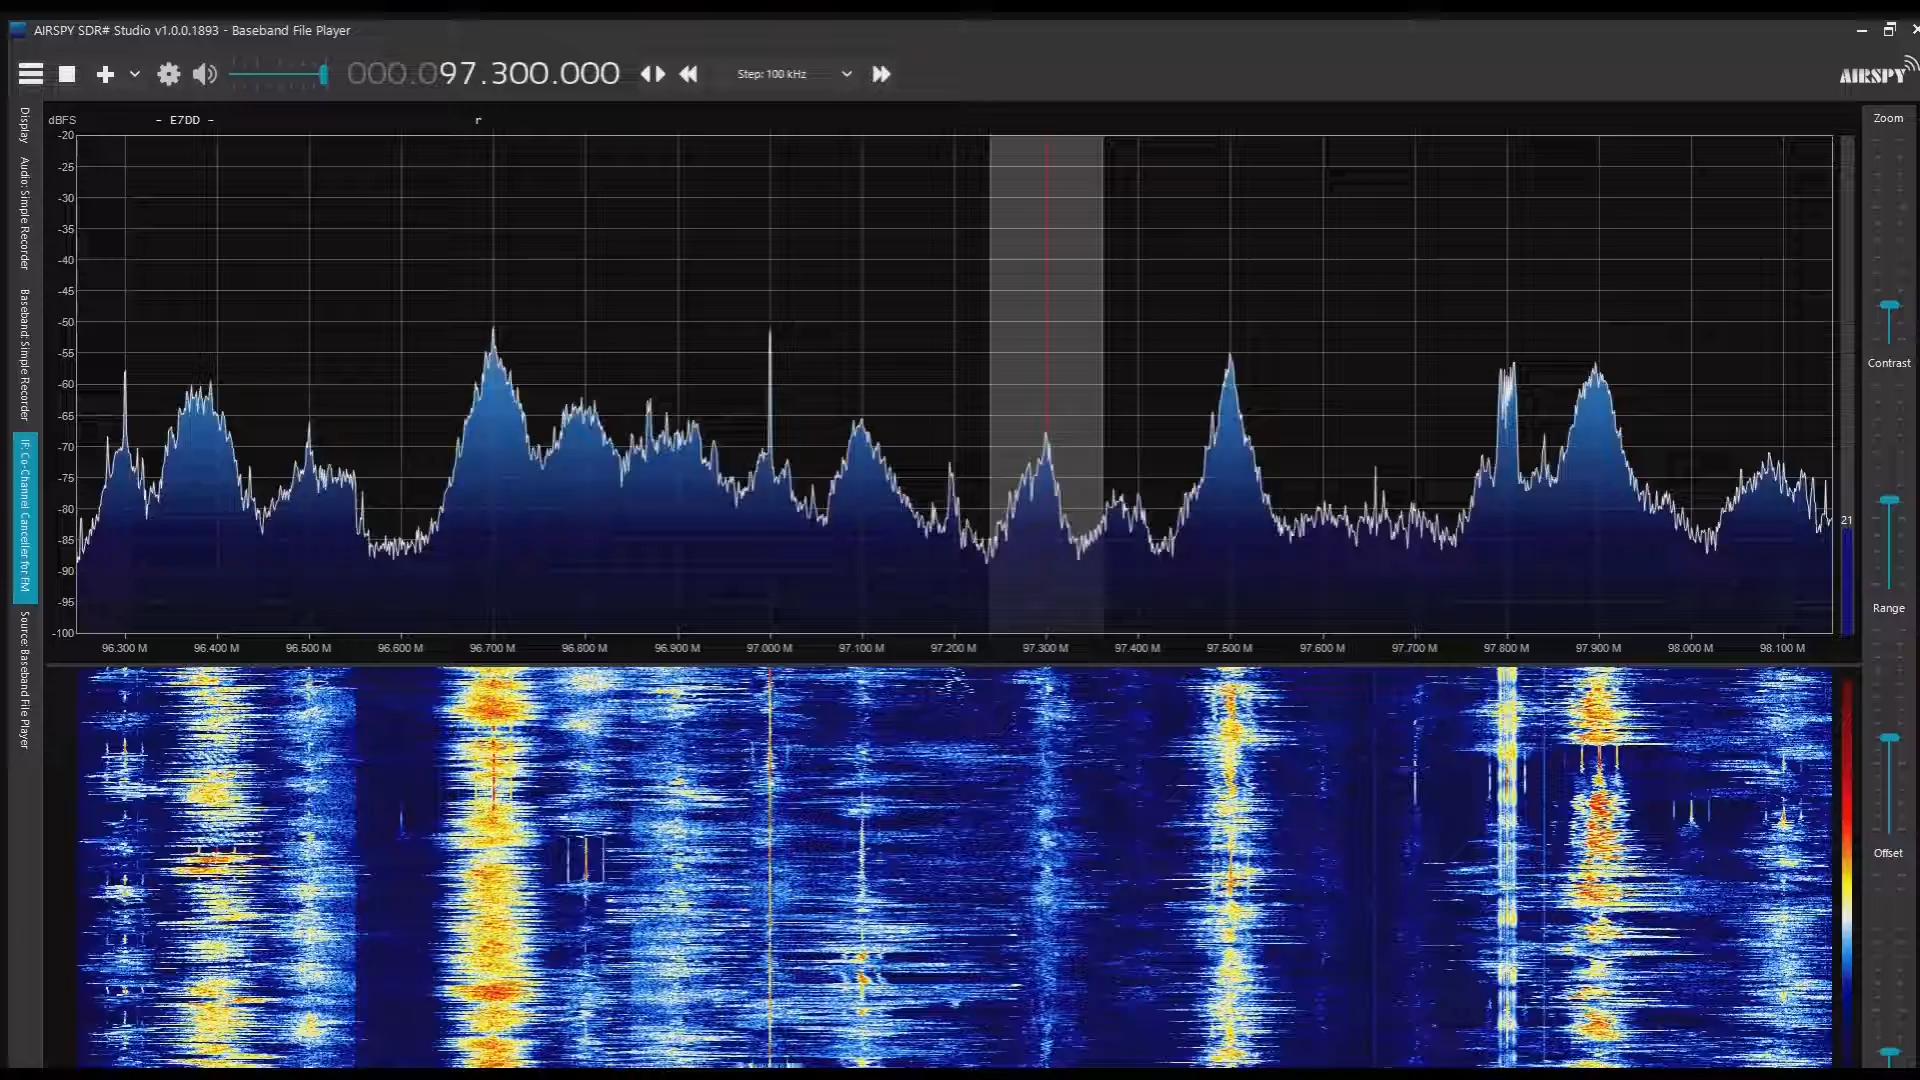 AIRSPY SDR# Studio v1.0.0.1893 - Baseband File Player
000.097.300.000
Step: 100 kHz
AIRSPY
dBFS
- E7DD -
r
-20
-25
-30
-35
-40
-45
-50
-55
-60
-65
-70
-75
-80
-85
-90
-95
-100
96.300 M 96.400 M 96.500 M 96.600 M 96.700 M 96.800 M 96.900 M 97.000 M 97.100 M 97.200 M 97.300 M 97.400 M 97.500 M 97.600 M 97.700 M 97.800 M 97.900 M 98.000 M 98.100 M
21
Display
Audio: Simple Recorder
Baseband: Simple Recorder
IF: Co-Channel Canceller for FM
Source: Baseband File Player
Zoom
Contrast
Range
Offset